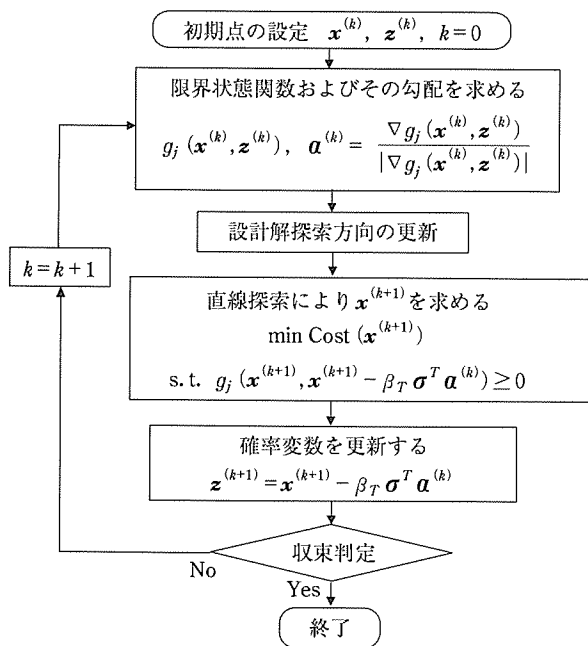 初期点の設定 x^(k), z^(k), k=0
限界状態関数およびその勾配を求める
g_j (x^(k), z^(k)), α^(k) = ∇g_j (x^(k), z^(k)) / |∇g_j (x^(k), z^(k))|
設計解探索方向の更新
k=k+1
直線探索により x^(k+1) を求める
min Cost (x^(k+1))
s.t. g_j (x^(k+1), x^(k+1) − β_T σ^T α^(k)) ≥ 0
確率変数を更新する
z^(k+1) = x^(k+1) − β_T σ^T α^(k)
収束判定
No
Yes
終了